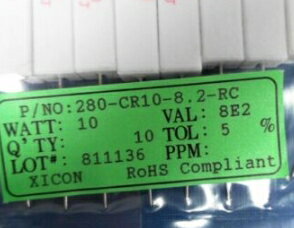 P/NO:280-CR10-8.2-RC
WATT: 10 VAL: 8E2
Q'TY: 10 TOL: 5 %
LOT#: 811136 PPM:
XICON RoHS Compliant